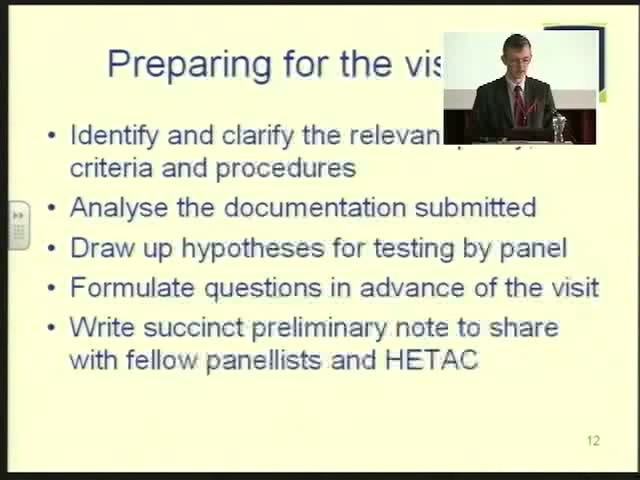 Preparing for the
• Identify and clarify the
criteria and procedures
• Analyse the documentation submitted
• Draw up hypotheses for testing by panel
• Formulate questions in advance of the visit
• Write succinct preliminary note to share
with fellow panellists and HETAC
12